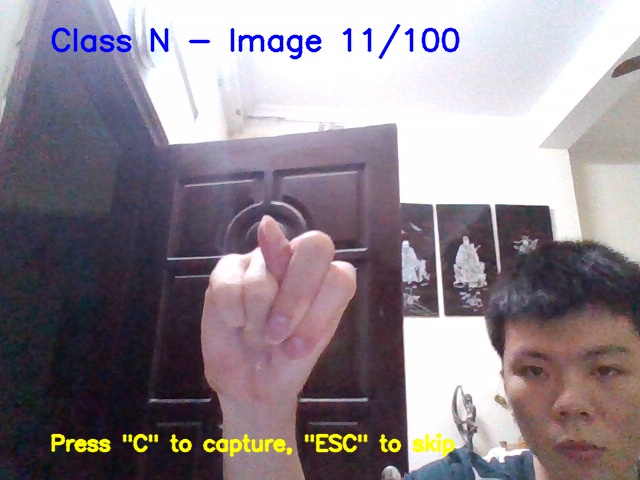 Class N - Image 11/100
Press "C" to capture, "ESC" to skip